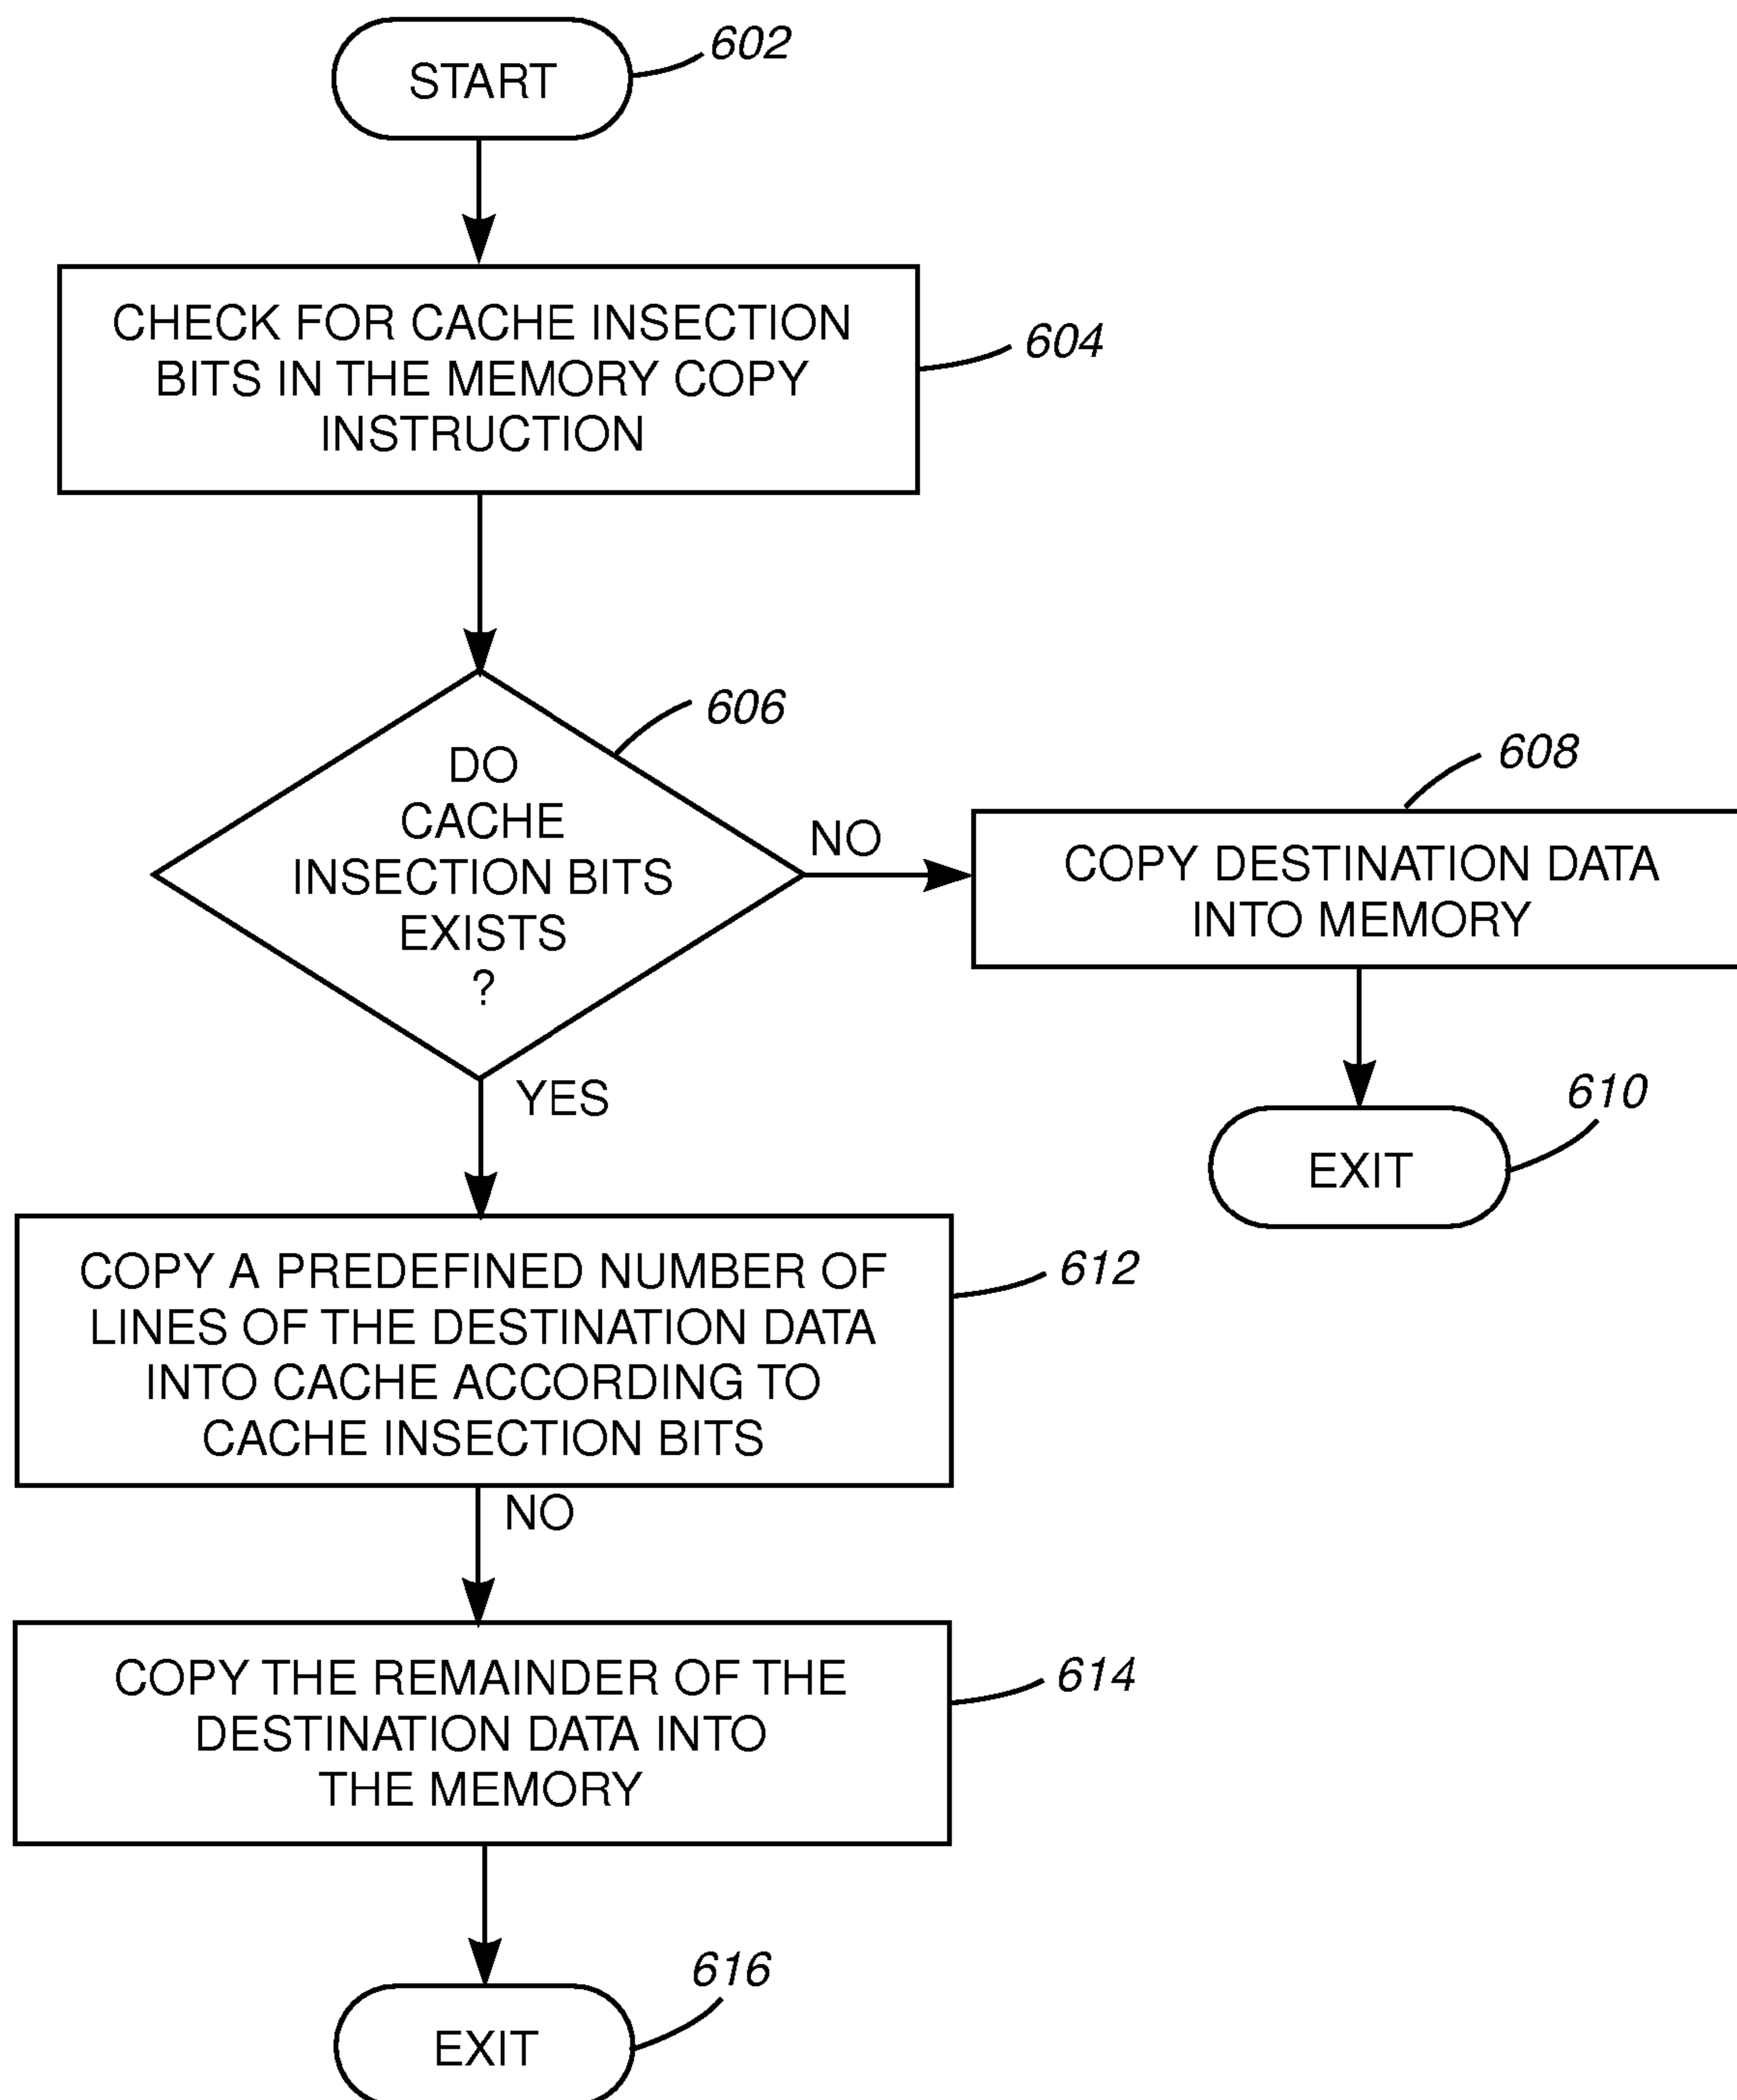 START
602
CHECK FOR CACHE INSECTION
BITS IN THE MEMORY COPY
INSTRUCTION
604
DO
CACHE
INSECTION BITS
EXISTS
?
606
NO
COPY DESTINATION DATA
INTO MEMORY
608
EXIT
610
YES
COPY A PREDEFINED NUMBER OF
LINES OF THE DESTINATION DATA
INTO CACHE ACCORDING TO
CACHE INSECTION BITS
612
NO
COPY THE REMAINDER OF THE
DESTINATION DATA INTO
THE MEMORY
614
EXIT
616